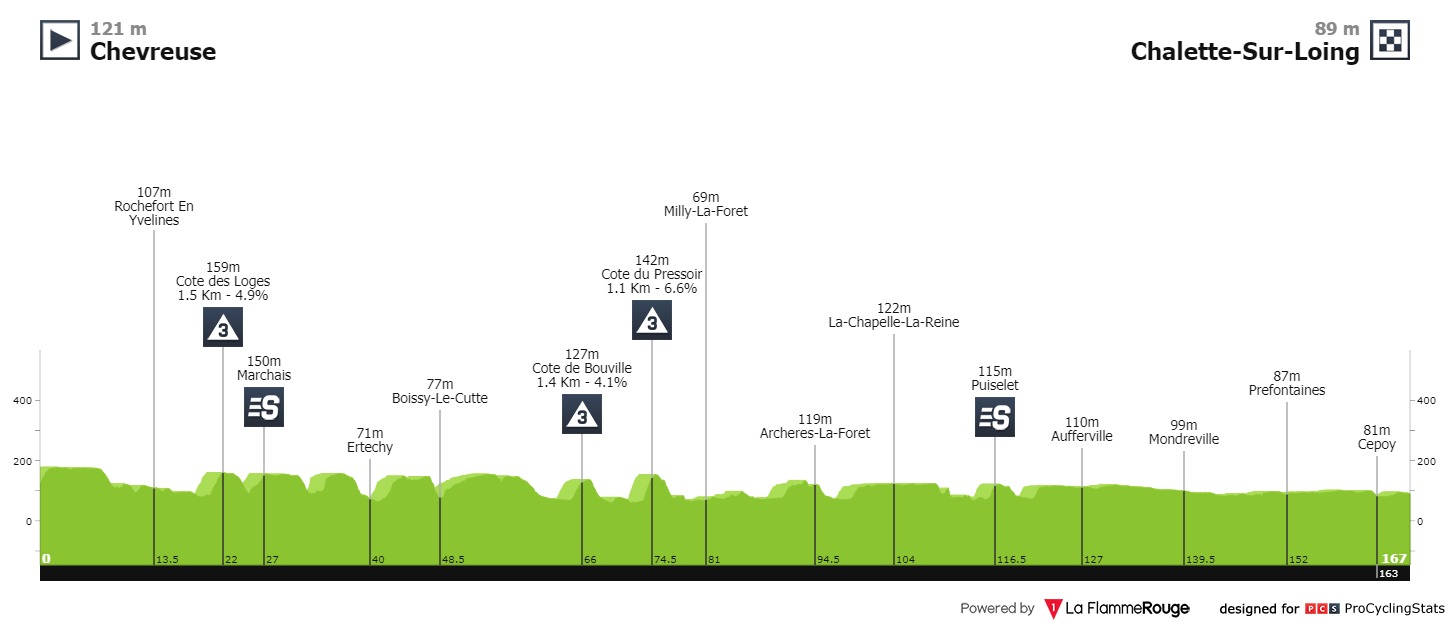 121 m
Chevreuse
89 m
Chalette-Sur-Loing
107m
Rochefort En
Yvelines
159m
Cote des Loges
1.5 Km - 4.9%
3
150m
Marchais
S
71m
Ertechy
77m
Boissy-Le-Cutte
127m
Cote de Bouville
1.4 Km - 4.1%
3
142m
Cote du Pressoir
1.1 Km - 6.6%
3
69m
Milly-La-Foret
119m
Archeres-La-Foret
122m
La-Chapelle-La-Reine
115m
Puiselet
S
110m
Aufferville
99m
Mondreville
87m
Prefontaines
81m
Cepoy
400
200
0
400
200
0
0
13.5
22
27
40
48.5
66
74.5
81
94.5
104
116.5
127
139.5
152
167
163
Powered by 1 La FlammeRouge designed for PCS ProCyclingStats